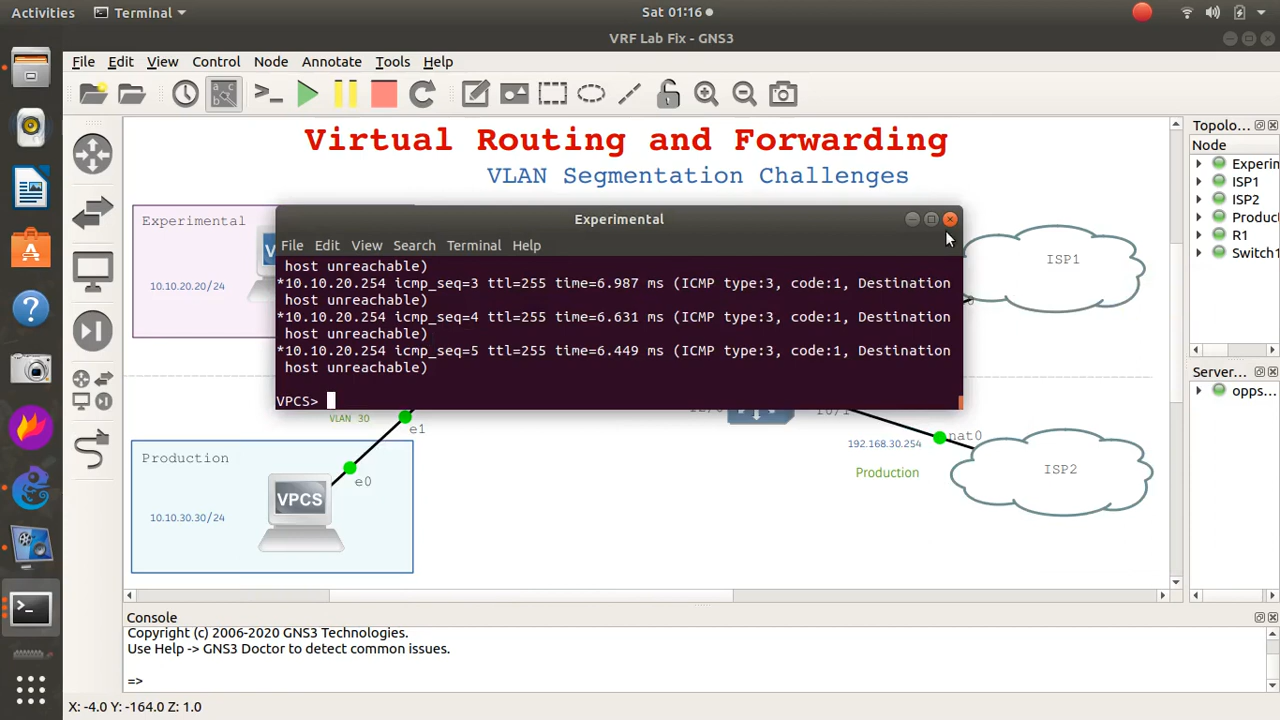 Activities
Terminal
Sat 01:16
VRF Lab Fix - GNS3
File Edit View Control Node Annotate Tools Help
Virtual Routing and Forwarding
VLAN Segmentation Challenges
Topolo...
Node
Experin
ISP1
ISP2
Produc
R1
Switch1
Experimental
10.10.20.20/24
Experimental
File Edit View Search Terminal Help
host unreachable)
*10.10.20.254 icmp_seq=3 ttl=255 time=6.987 ms (ICMP type:3, code:1, Destination
host unreachable)
*10.10.20.254 icmp_seq=4 ttl=255 time=6.631 ms (ICMP type:3, code:1, Destination
host unreachable)
*10.10.20.254 icmp_seq=5 ttl=255 time=6.449 ms (ICMP type:3, code:1, Destination
host unreachable)
VPCS>
ISP1
Server...
opps...
VLAN 30
e1
Production
10.10.30.30/24
VPCS
e0
192.168.30.254
nat0
Production
ISP2
Console
Copyright (c) 2006-2020 GNS3 Technologies.
Use Help -> GNS3 Doctor to detect common issues.
=>
X: -4.0 Y: -164.0 Z: 1.0